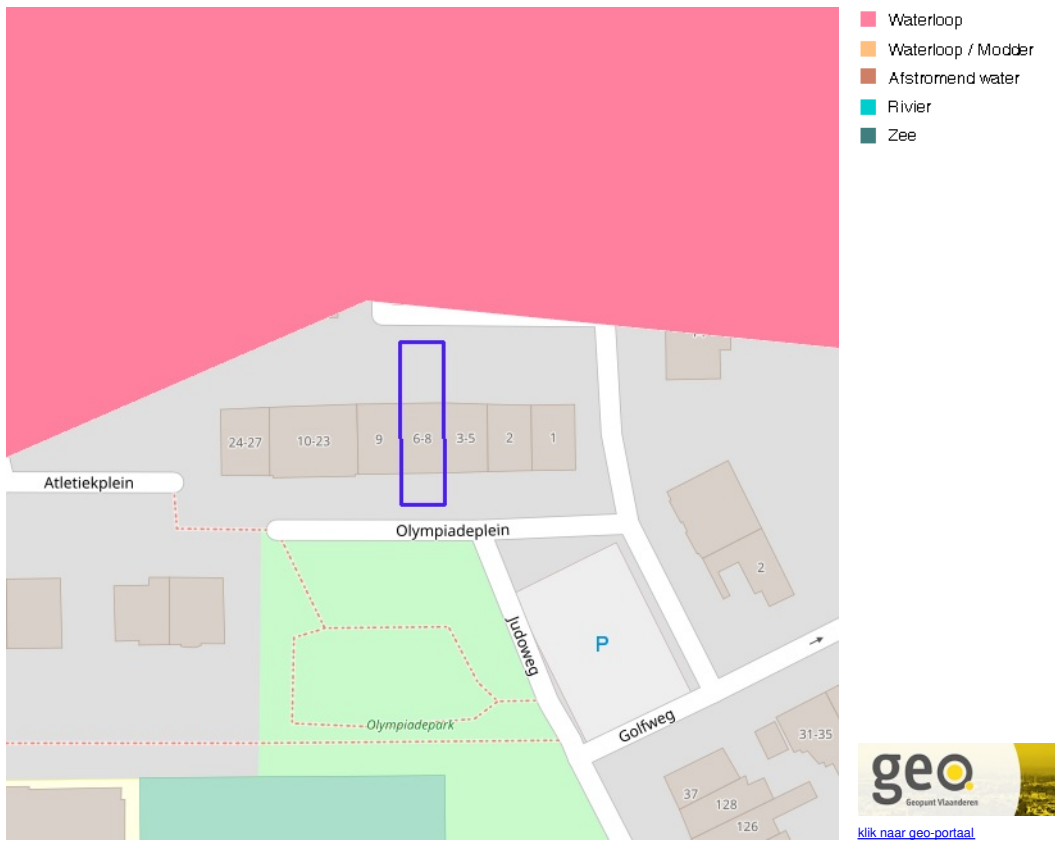 Waterloop
Waterloop / Modder
Afstromend water
Rivier
Zee
24-27
10-23
9
6-8
3-5
2
1
Atletiekplein
Olympiadeplein
2
Judoweg
P
Golfweg
Olympiadepark
31-35
37
128
126
geo
Geopunt Vlaanderen
klik naar geo-portaal